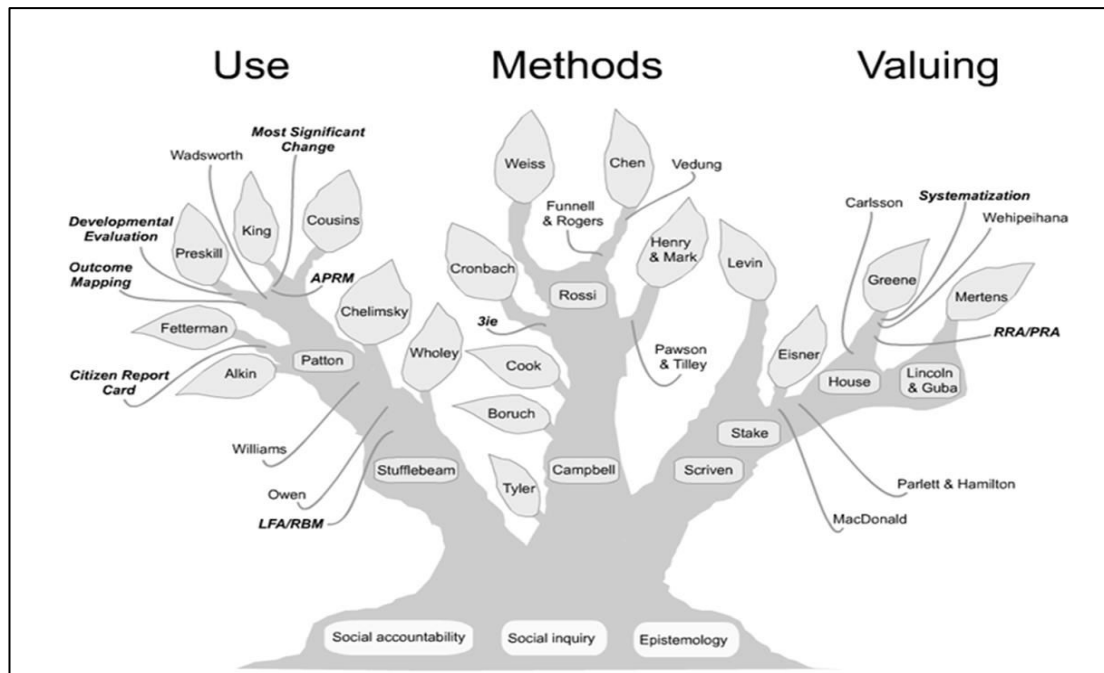 Use
Methods
Valuing
Most Significant
Change
Wadsworth
King
Cousins
Developmental
Evaluation
Preskill
Outcome
Mapping
APRM
Chelimsky
Fetterman
Patton
Wholey
Citizen Report
Card
Alkin
Williams
Stufflebeam
Owen
LFA/RBM
Weiss
Chen
Vedung
Funnell
& Rogers
Henry
& Mark
Cronbach
Rossi
3ie
Pawson
& Tilley
Cook
Boruch
Tyler
Campbell
Levin
Carlsson
Systematization
Wehipeihana
Greene
Mertens
RRA/PRA
Eisner
House
Lincoln
& Guba
Stake
Scriven
Parlett & Hamilton
MacDonald
Social accountability
Social inquiry
Epistemology